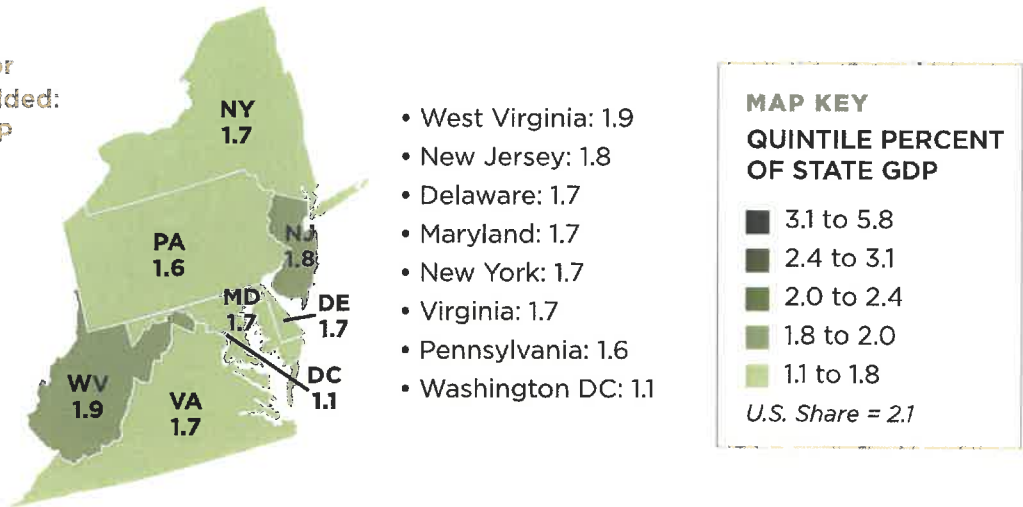 or
dded:
P
NY
1.7
PA
1.6
NJ
1.8
MD
1.7
DE
1.7
DC
1.1
WV
1.9
VA
1.7
• West Virginia: 1.9
• New Jersey: 1.8
• Delaware: 1.7
• Maryland: 1.7
• New York: 1.7
• Virginia: 1.7
• Pennsylvania: 1.6
• Washington DC: 1.1
MAP KEY
QUINTILE PERCENT
OF STATE GDP
3.1 to 5.8
2.4 to 3.1
2.0 to 2.4
1.8 to 2.0
1.1 to 1.8
U.S. Share = 2.1